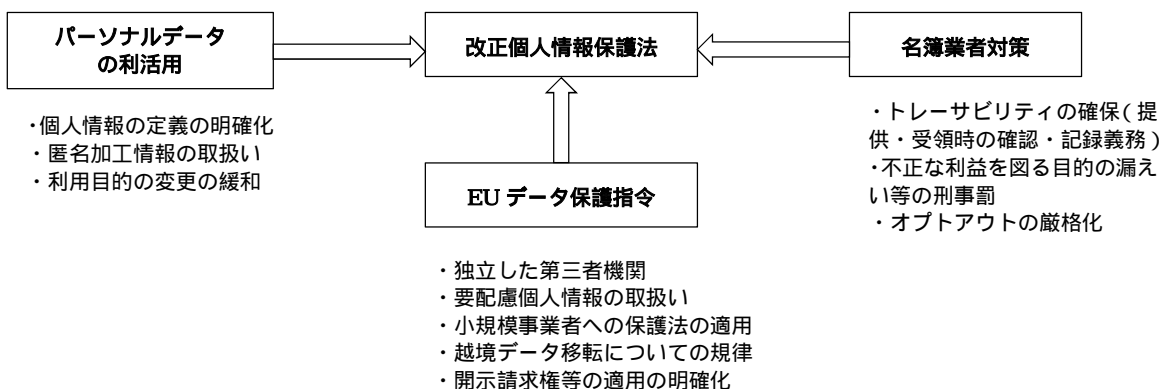 パーソナルデータ
の利活用
改正個人情報保護法
名簿業者対策
・個人情報の定義の明確化
・匿名加工情報の取扱い
・利用目的の変更の緩和
・トレーサビリティの確保(提
供・受領時の確認・記録義務)
・不正な利益を図る目的の漏え
い等の刑事罰
・オプトアウトの厳格化
EU データ保護指令
・独立した第三者機関
・要配慮個人情報の取扱い
・小規模事業者への保護法の適用
・越境データ移転についての規律
・開示請求権等の適用の明確化